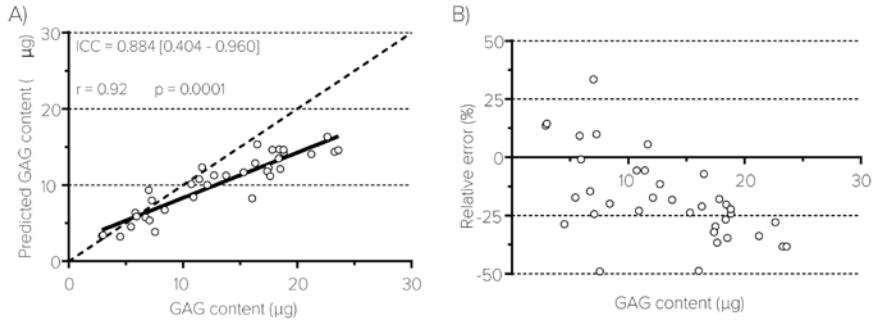 A)
Predicted GAG content ( µg)
30
20
10
0
ICC = 0.884 [0.404 - 0.960]
r = 0.92 p = 0.0001
0 10 20 30
GAG content (µg)
B)
Relative error (%)
50
25
0
-25
-50
10 20 30
GAG content (µg)